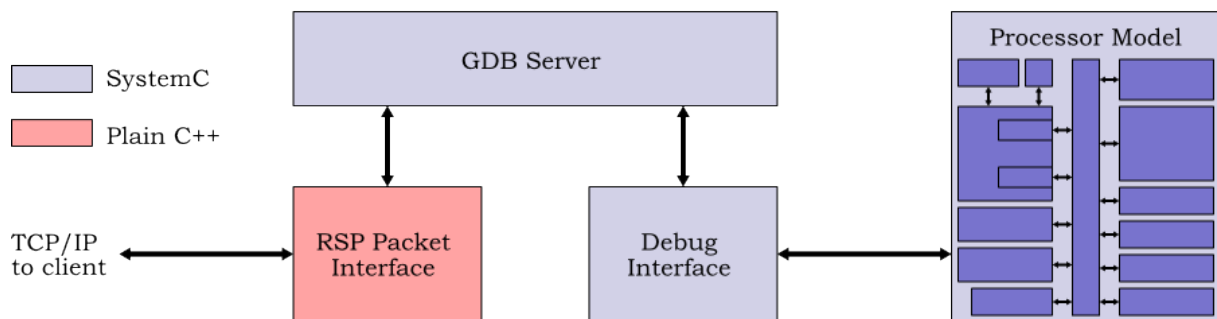 GDB Server
Processor Model
SystemC
Plain C++
TCP/IP
to client
RSP Packet
Interface
Debug
Interface